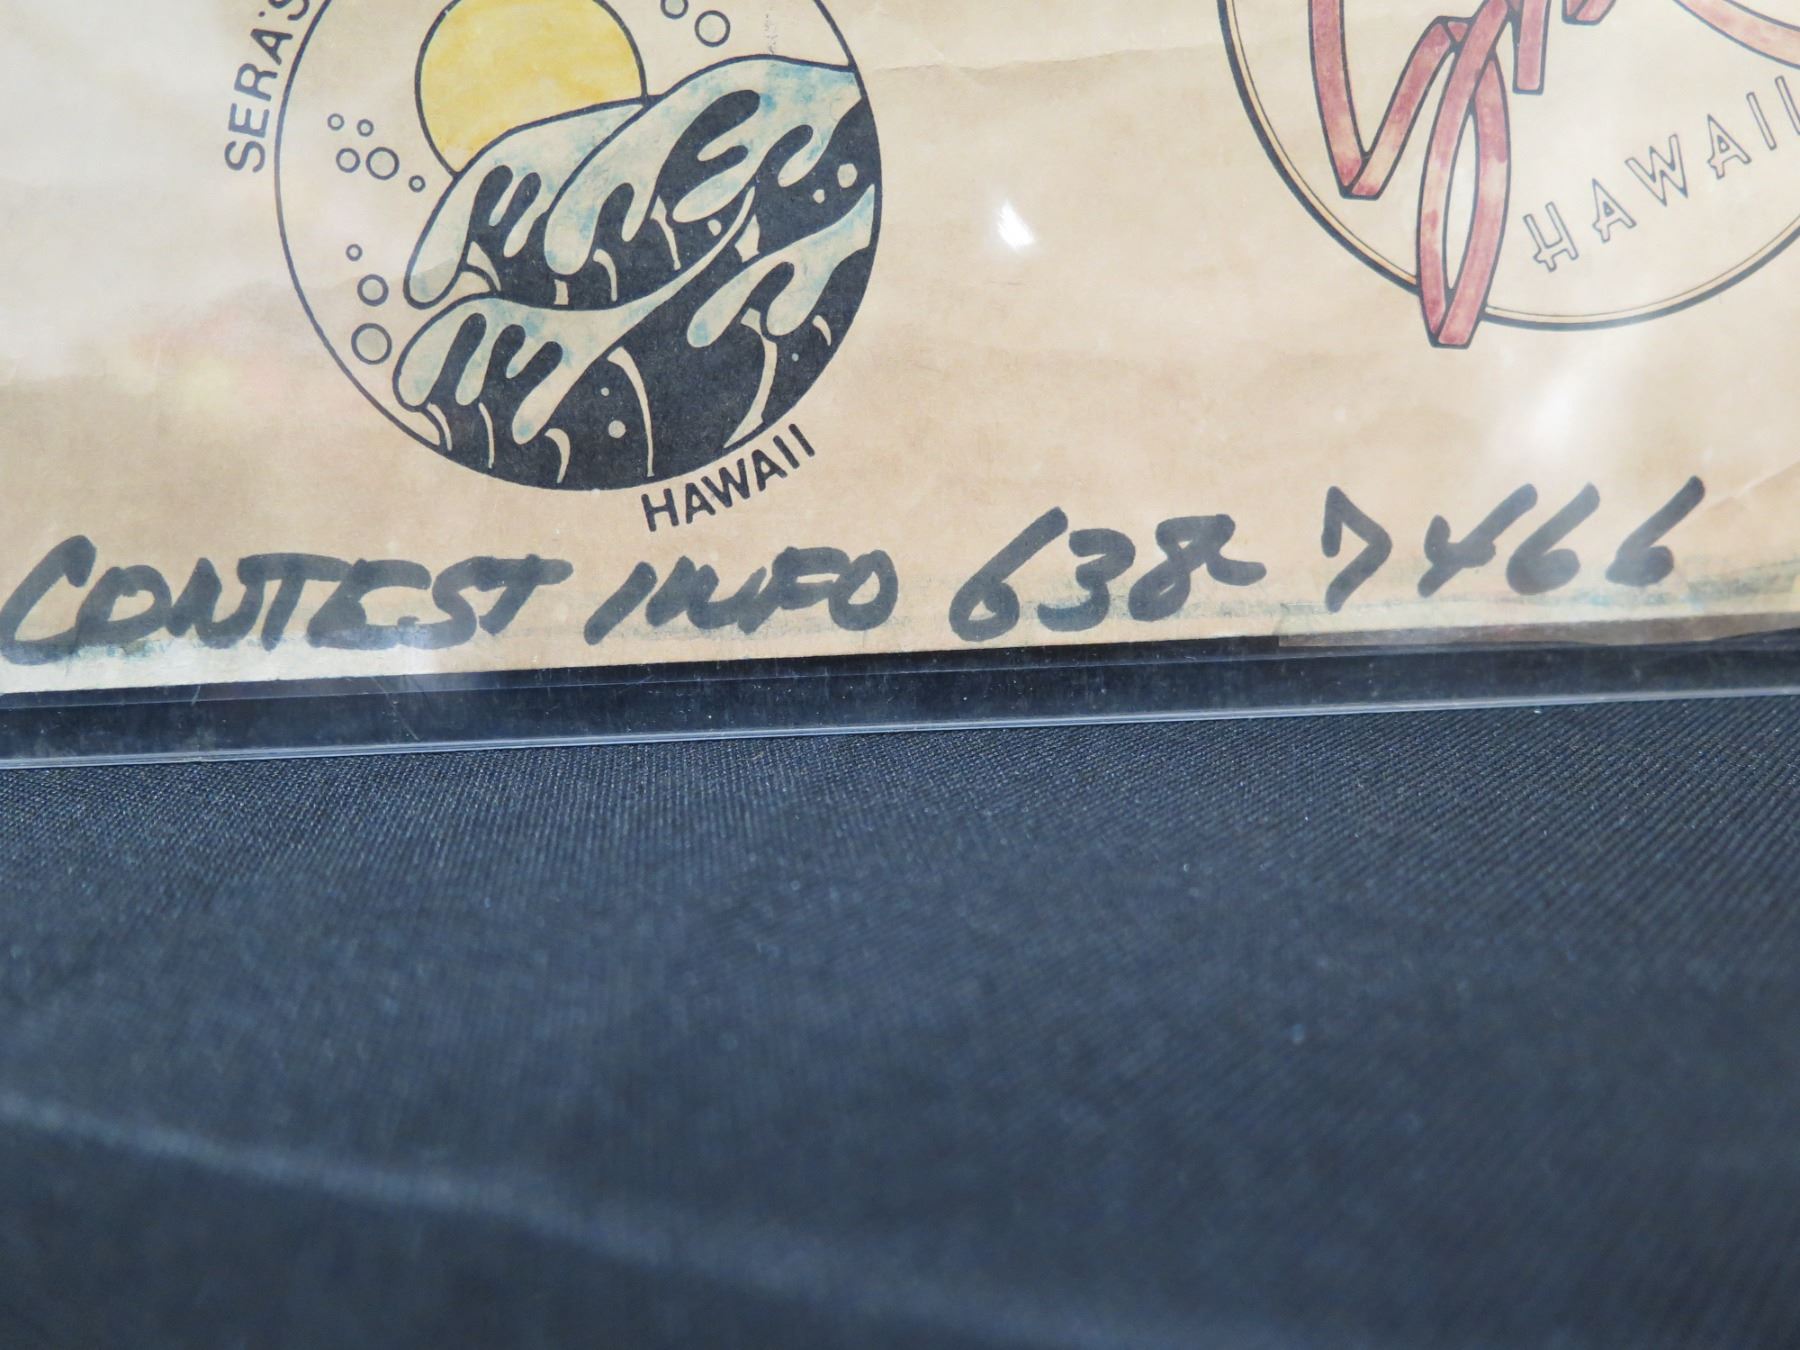 SERA'S
HAWAII
HAWAII
CONTEST INFO 638-7466